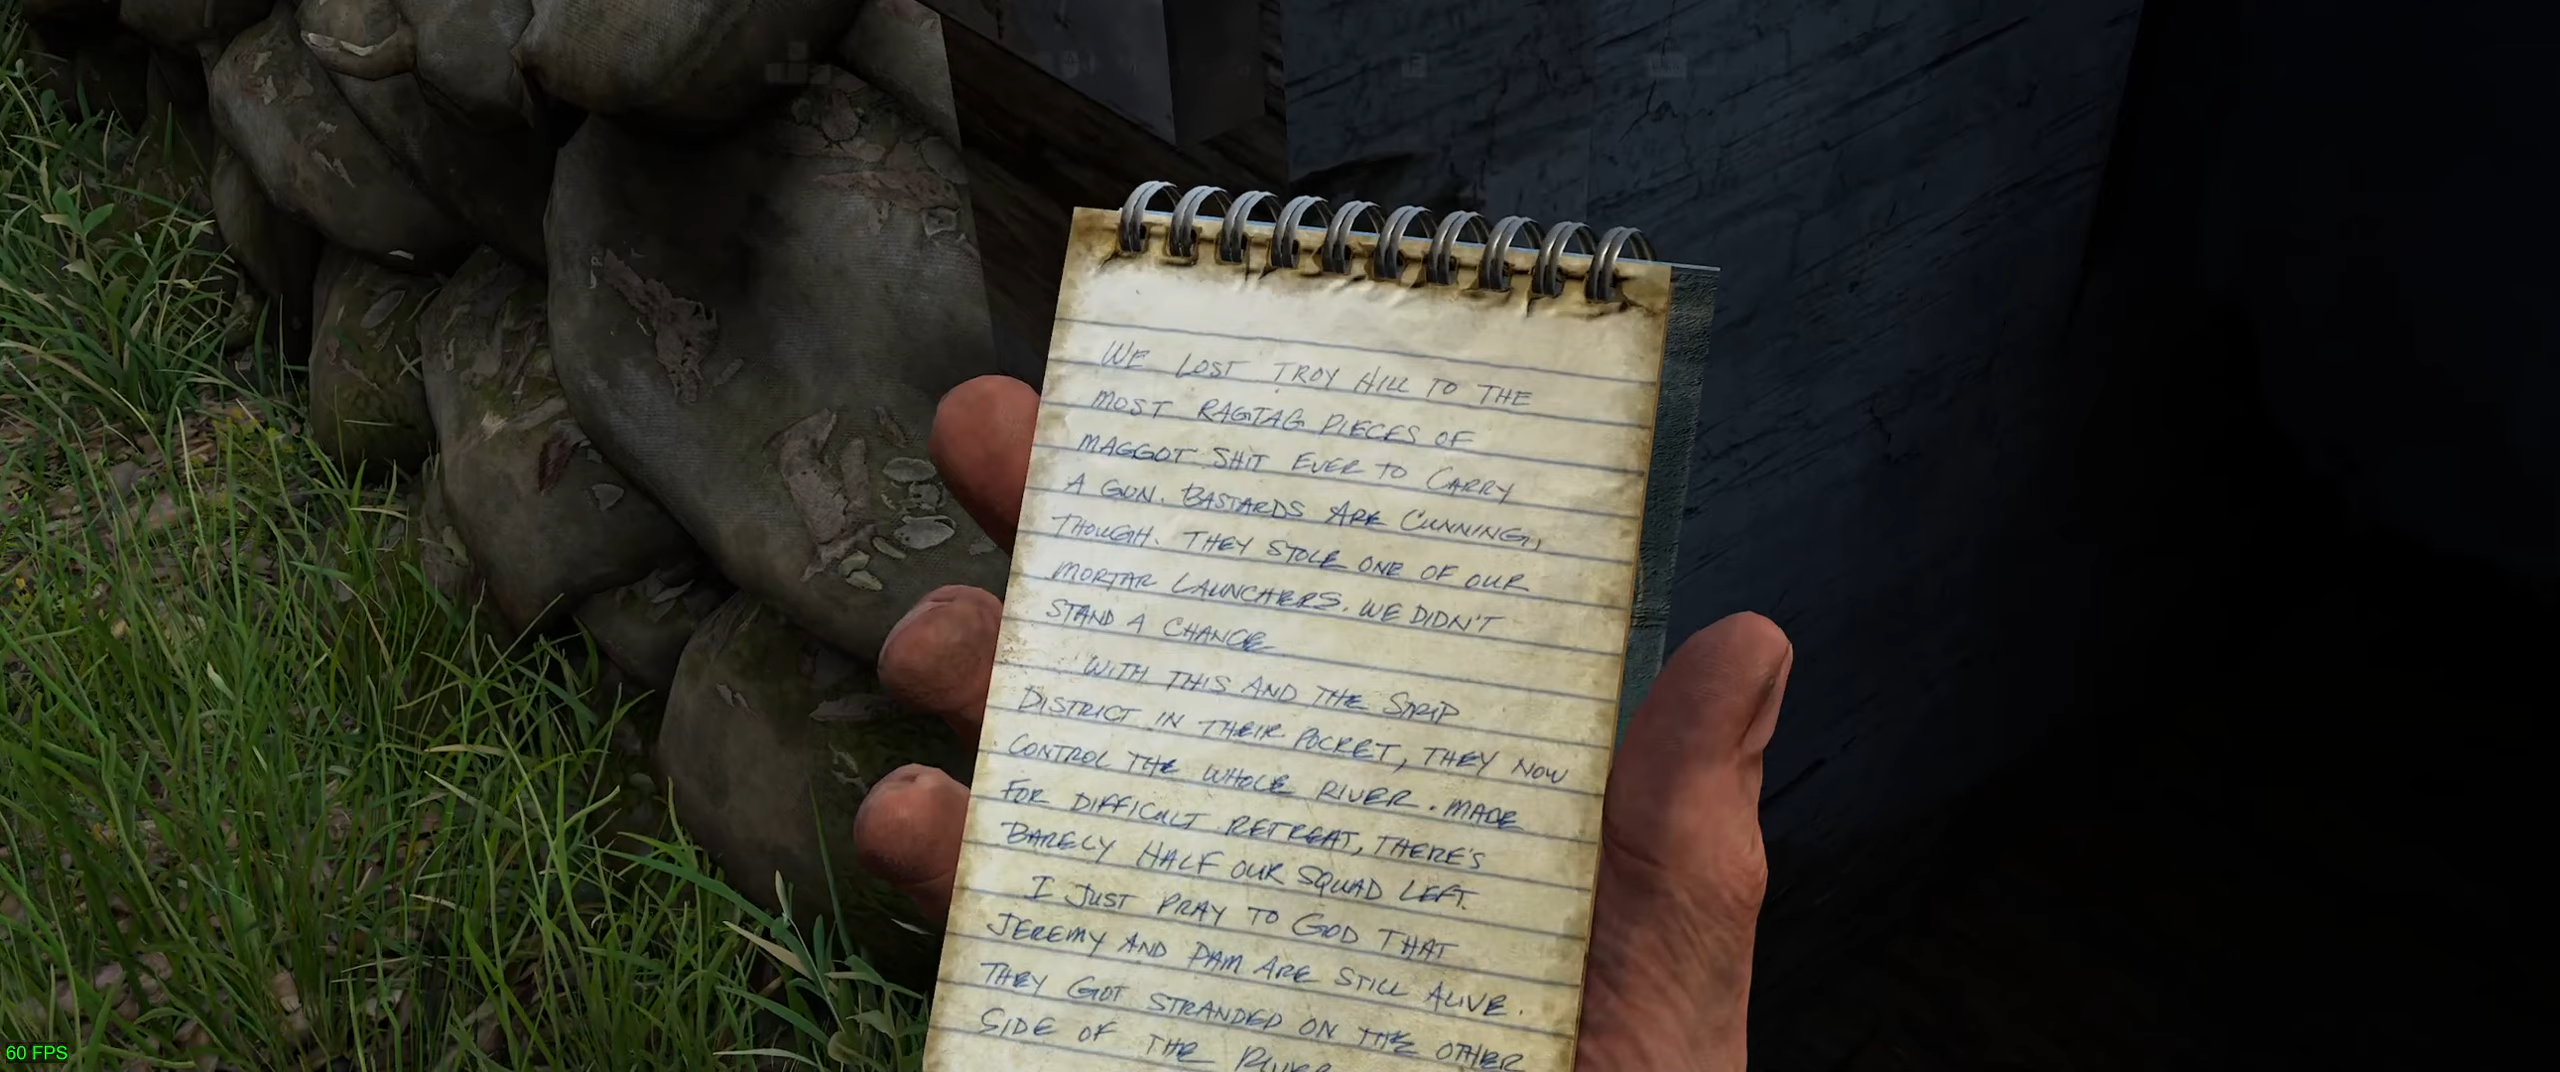 WE LOST TROY HILL TO THE
MOST RAGTAG PIECES OF
MAGGOT SHIT EVER TO CARRY
A GUN. BASTARDS ARE CUNNING,
THOUGH. THEY STOLE ONE OF OUR
MORTAR LAUNCHERS. WE DIDN'T
STAND A CHANCE
WITH THIS AND THE STRIP
DISTRICT IN THEIR POCKET, THEY NOW
CONTROL THE WHOLE RIVER. MADE
FOR DIFFICULT RETREAT, THERE'S
BARELY HALF OUR SQUAD LEFT.
I JUST PRAY TO GOD THAT
JEREMY AND PAM ARE STILL ALIVE.
THEY GOT STRANDED ON THE OTHER
SIDE OF THE RIVER
60 FPS